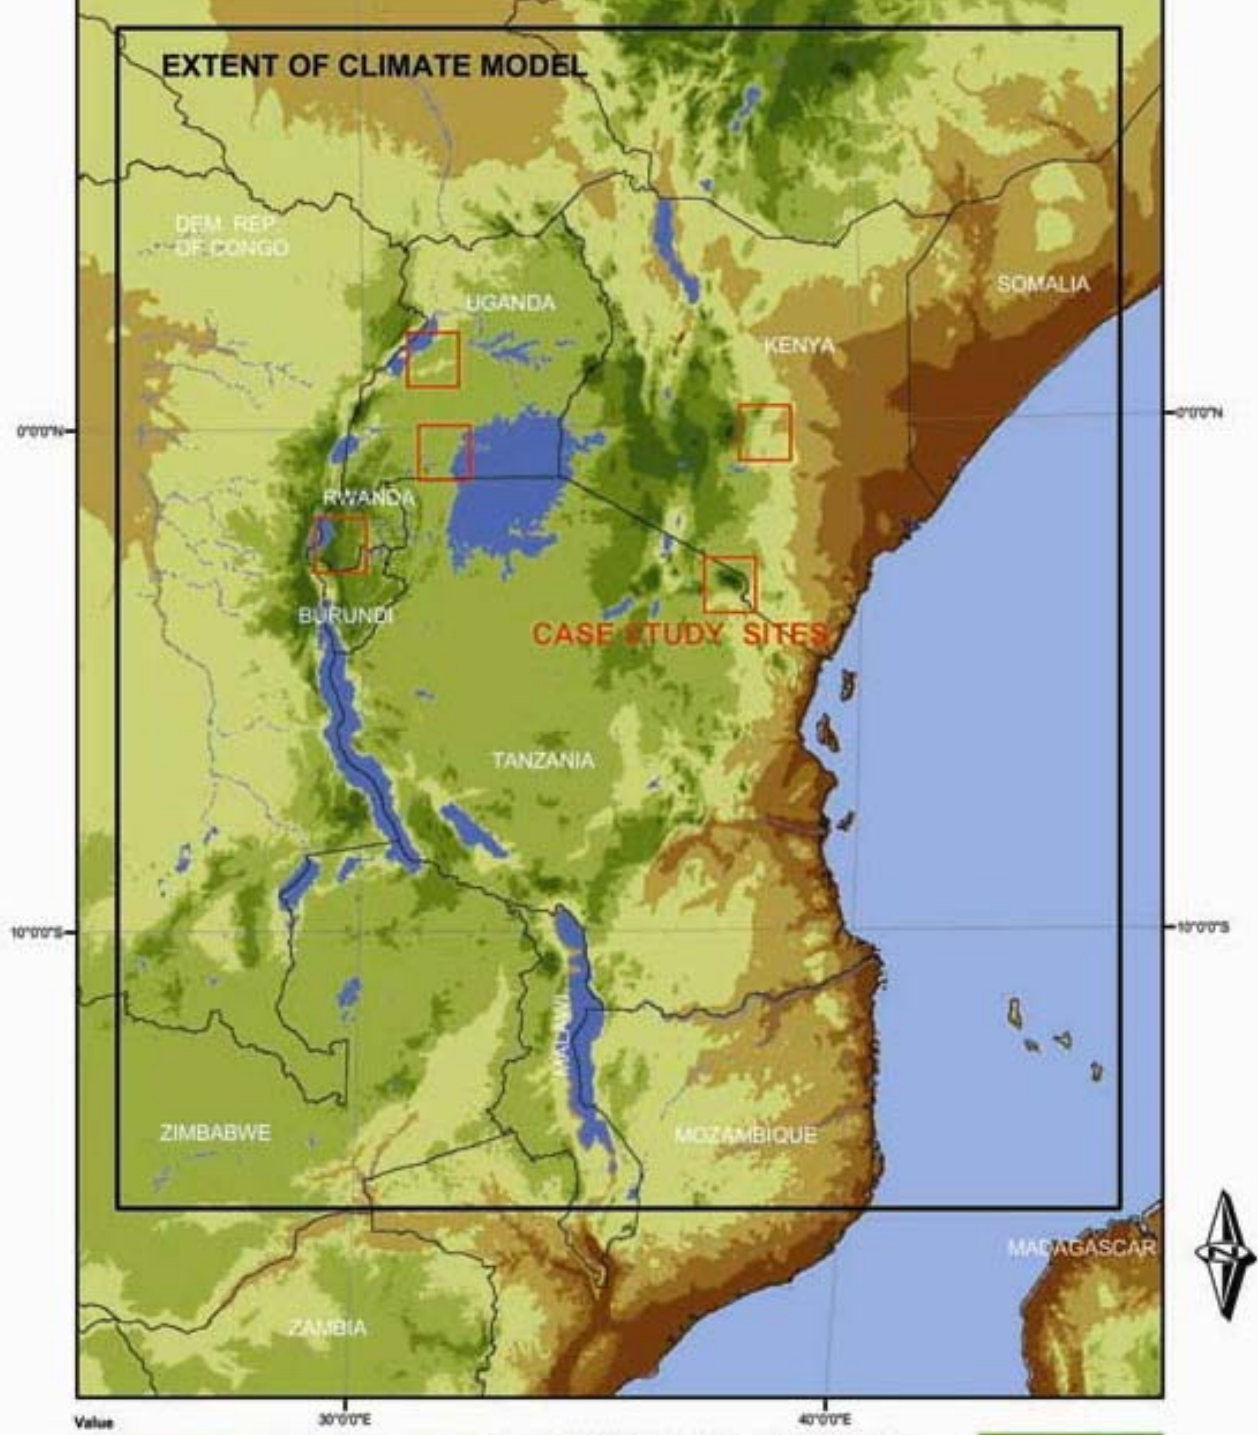 EXTENT OF CLIMATE MODEL
DEM. REP.
OF CONGO
UGANDA
SOMALIA
KENYA
0°0'0"N
0°0'0"N
RWANDA
BURUNDI
CASE STUDY SITES
TANZANIA
10°0'0"S
10°0'0"S
MALAWI
ZIMBABWE
MOZAMBIQUE
MADAGASCAR
N
ZAMBIA
Value
30°0'0"E
40°0'0"E